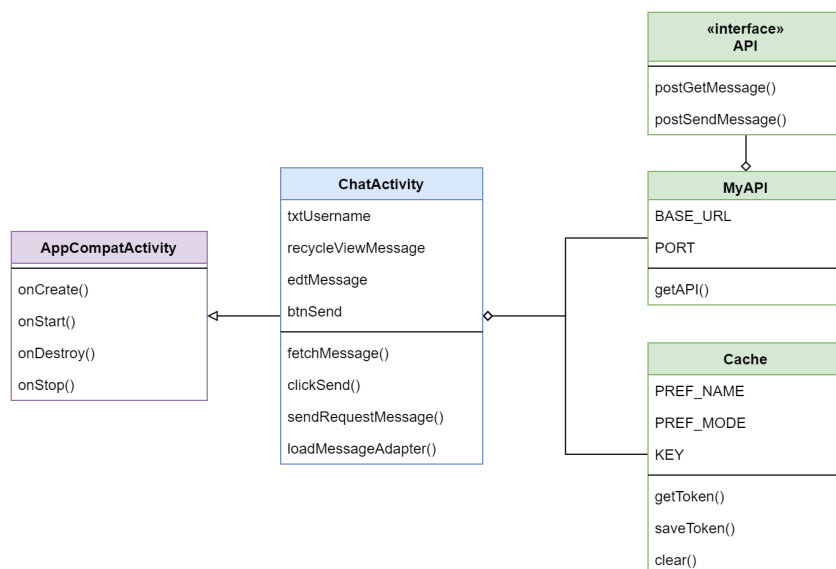 «interface»
API
postGetMessage()
postSendMessage()
ChatActivity
txtUsername
recycleViewMessage
edtMessage
btnSend
fetchMessage()
clickSend()
sendRequestMessage()
loadMessageAdapter()
MyAPI
BASE_URL
PORT
getAPI()
AppCompatActivity
onCreate()
onStart()
onDestroy()
onStop()
Cache
PREF_NAME
PREF_MODE
KEY
getToken()
saveToken()
clear()